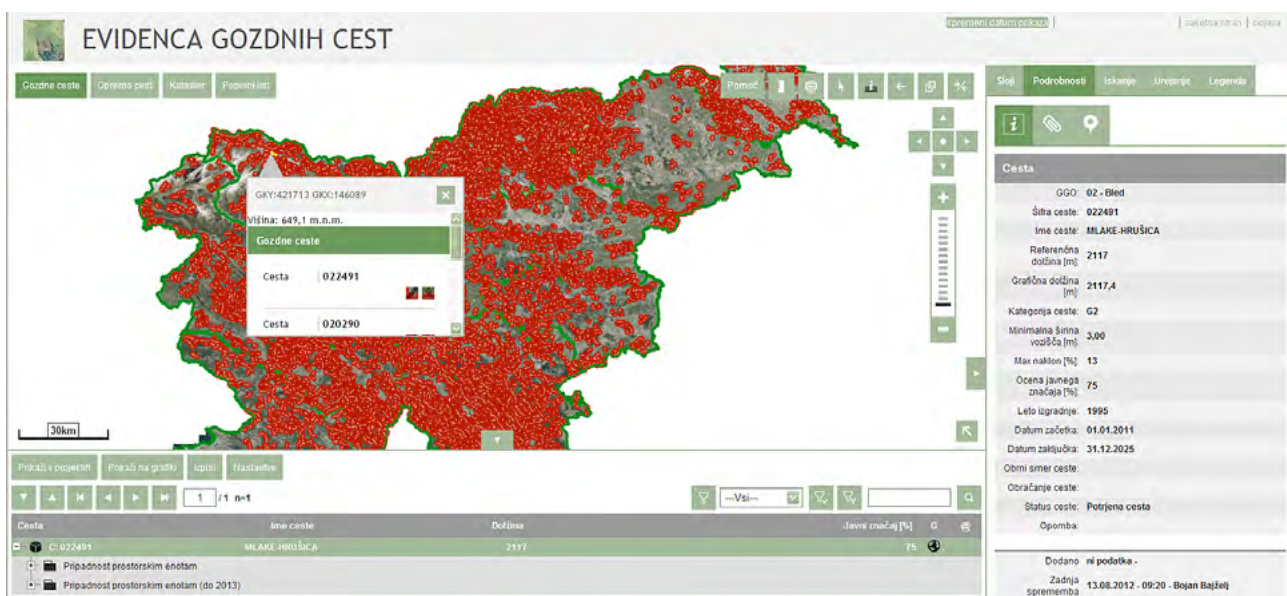 spremeni datum prikaza
EVIDENCA GOZDNIH CEST
Gozdne ceste
Oprema cest
Kataster
Popisni list
Pomoč
Sloji
Podrobnosti
Iskanje
Urejanje
Legenda
GKY:421713 GKX:146089
Višina: 649,1 m.n.m.
Gozdne ceste
Cesta 022491
Cesta 020290
30km
Cesta
GGO: 02 - Bled
Šifra ceste: 022491
Ime ceste: MLAKE-HRUŠICA
Referenčna
dolžina [m]: 2117
Grafična dolžina
[m]: 2117,4
Kategorija ceste: G2
Minimalna širina
vozišča [m]: 3,00
Max naklon [%]: 13
Ocena javnega
značaja [%]: 75
Leto izgradnje: 1995
Datum začetka: 01.01.2011
Datum zaključka: 31.12.2025
Obrni smer ceste:
Obračanje ceste:
Status ceste: Potrjena cesta
Opomba:
Dodano ni podatka -
Zadnja
sprememba 13.08.2012 - 09:20 - Bojan Bajželj
Prikaži v projektih
Prikaži na grafiki
Izpisi
Nastavitve
1 / 1 n=1
---Vsi---
Cesta Ime ceste Dolžina Javni značaj [%] G
C: 022491 MLAKE-HRUŠICA 2117 75
Pripadnost prostorskim enotam
Pripadnost prostorskim enotam (do 2013)